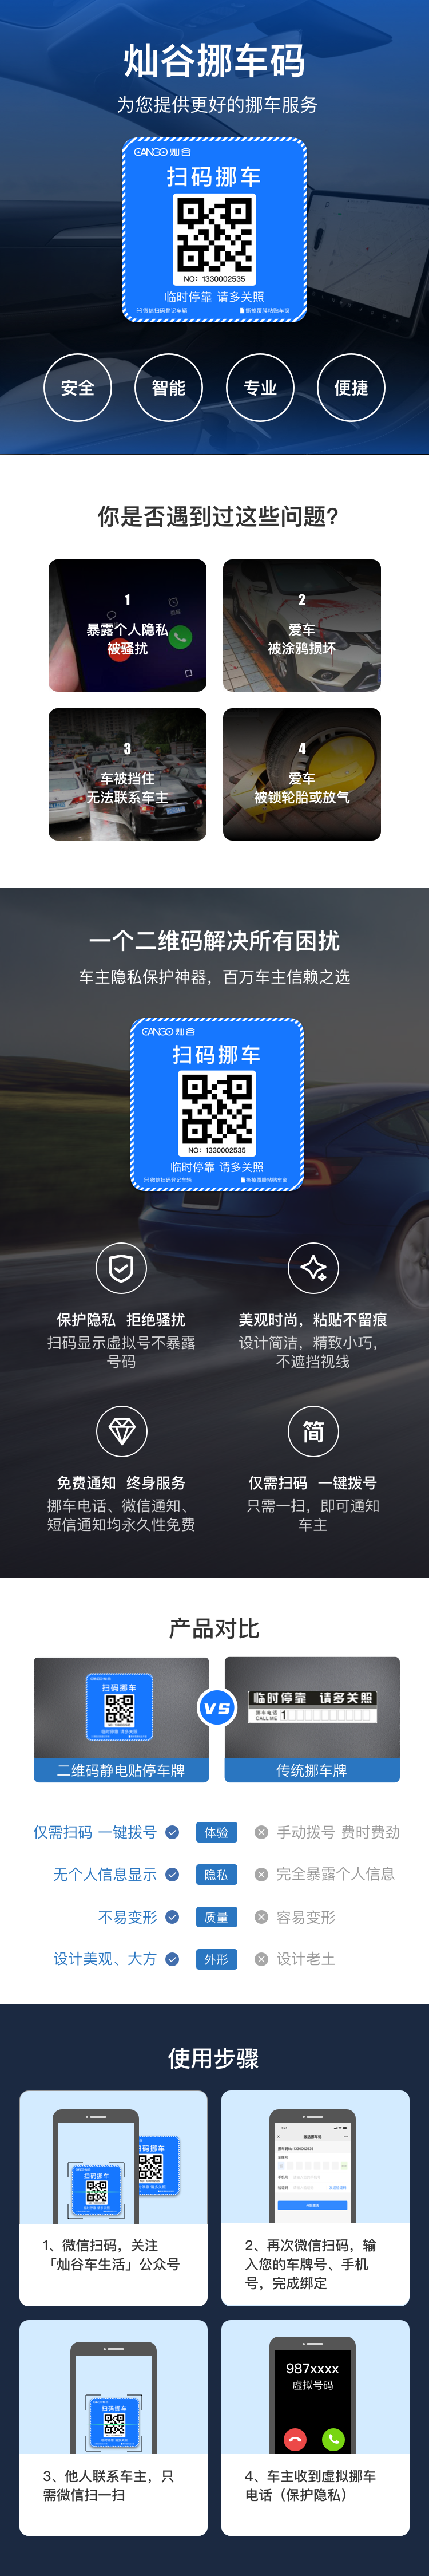 灿谷挪车码
为您提供更好的挪车服务
CANGO 灿谷
扫码挪车
NO: 1330002535
临时停靠 请多关照
微信扫码登记车辆
撕掉覆膜粘贴车窗
安全
智能
专业
便捷
你是否遇到过这些问题?
1
暴露个人隐私
被骚扰
2
爱车
被涂鸦损坏
3
车被挡住
无法联系车主
4
爱车
被锁轮胎或放气
一个二维码解决所有困扰
车主隐私保护神器，百万车主信赖之选
CANGO 灿谷
扫码挪车
NO: 1330002535
临时停靠 请多关照
微信扫码登记车辆
撕掉覆膜粘贴车窗
保护隐私 拒绝骚扰
扫码显示虚拟号不暴露
号码
美观时尚，粘贴不留痕
设计简洁，精致小巧，
不遮挡视线
免费通知 终身服务
挪车电话、微信通知、
短信通知均永久性免费
简
仅需扫码 一键拨号
只需一扫，即可通知
车主
产品对比
扫码挪车
临时停靠 请多关照
VS
临时停靠 请多关照
挪车电话
CALL ME
1
二维码静电贴停车牌
传统挪车牌
仅需扫码 一键拨号
体验
手动拨号 费时费劲
无个人信息显示
隐私
完全暴露个人信息
不易变形
质量
容易变形
设计美观、大方
外形
设计老土
使用步骤
扫码挪车
1、微信扫码，关注
「灿谷车生活」公众号
2、再次微信扫码，输
入您的车牌号、手机
号，完成绑定
扫码挪车
3、他人联系车主，只
需微信扫一扫
987xxxx
虚拟号码
4、车主收到虚拟挪车
电话（保护隐私）